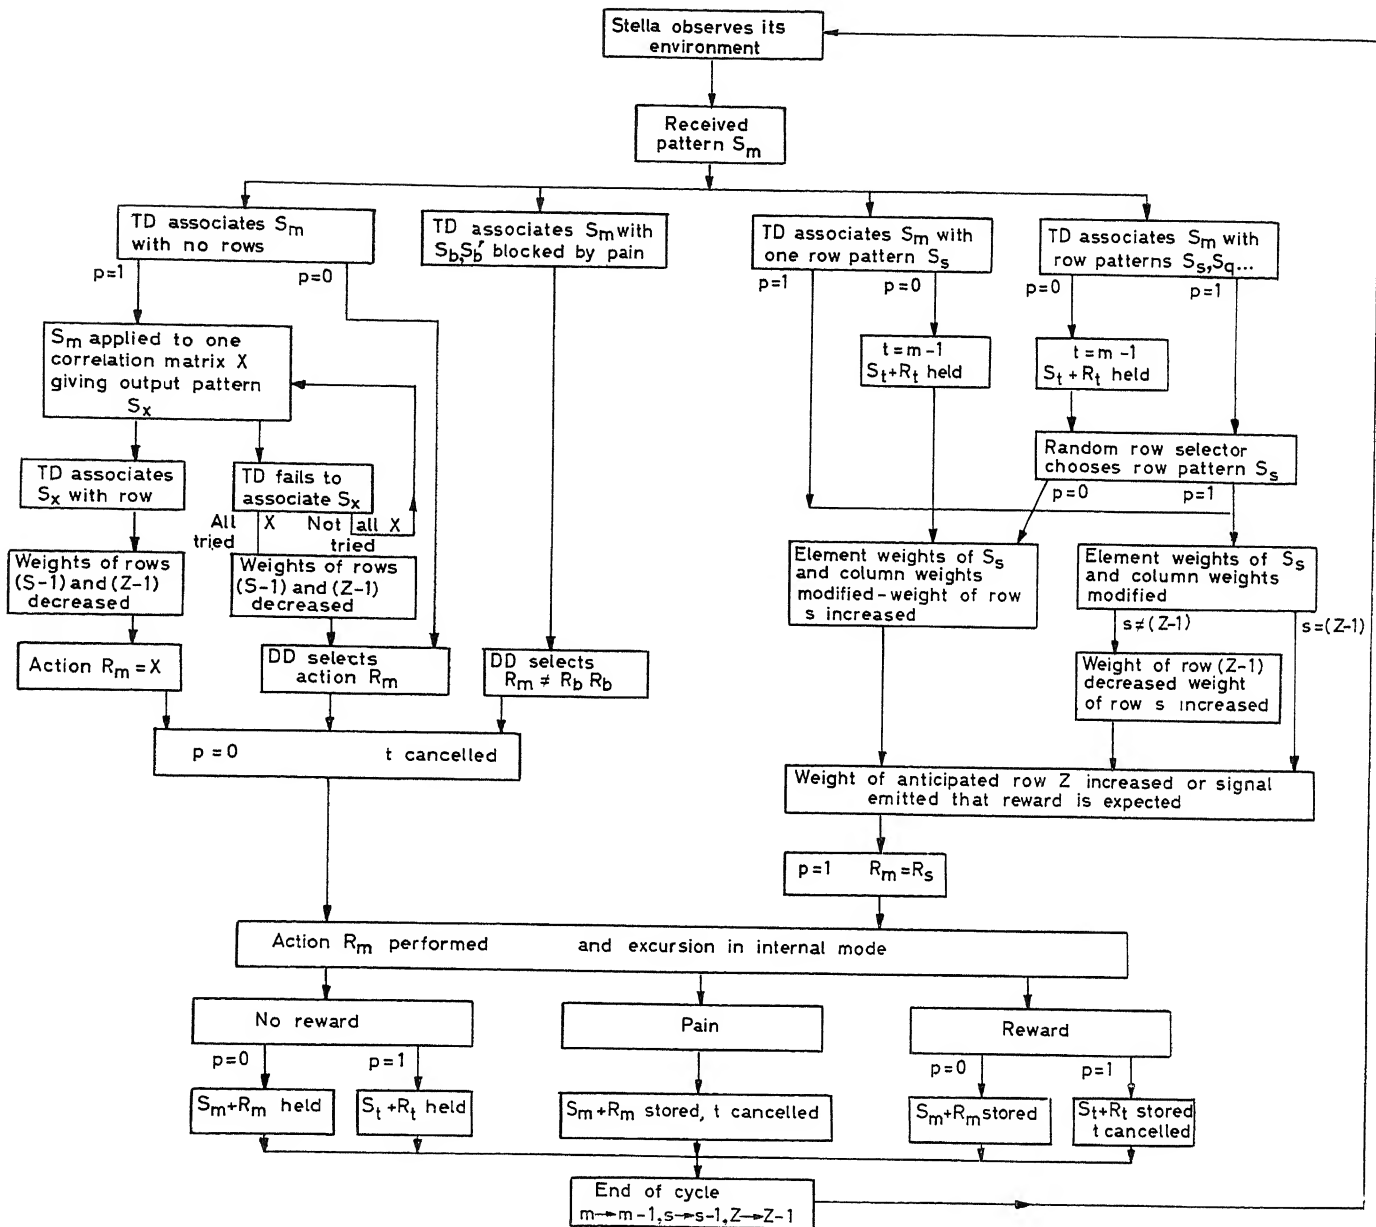 Stella observes its
environment
Received
pattern Sm
TD associates Sm
with no rows
TD associates Sm with
Sb,Sb′ blocked by pain
TD associates Sm with
one row pattern Ss
TD associates Sm with
row patterns Ss,Sq...
p=1
p=0
p=1
p=0
p=0
p=1
Sm applied to one
correlation matrix X
giving output pattern
Sx
t=m-1
St+Rt held
t=m-1
St+Rt held
TD associates
Sx with row
TD fails to
associate Sx
Random row selector
chooses row pattern Ss
p=0
p=1
All X
tried
Not all X
tried
Weights of rows
(S-1) and (Z-1)
decreased
Weights of rows
(S-1) and (Z-1)
decreased
Element weights of Ss
and column weights
modified-weight of row
s increased
Element weights of Ss
and column weights
modified
s≠(Z-1)
s=(Z-1)
Action Rm=X
DD selects
action Rm
DD selects
Rm ≠ Rb Rb
Weight of row (Z-1)
decreased weight
of row s increased
p=0 t cancelled
Weight of anticipated row Z increased or signal
emitted that reward is expected
p=1 Rm=Rs
Action Rm performed and excursion in internal mode
No reward
Pain
Reward
p=0
p=1
p=0
p=1
Sm+Rm held
St+Rt held
Sm+Rm stored, t cancelled
Sm+Rm stored
St+Rt stored
t cancelled
End of cycle
m→m-1,s→s-1,Z→Z-1